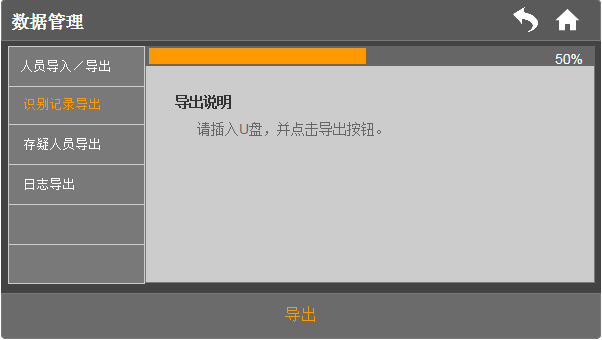 数据管理
人员导入／导出
识别记录导出
存疑人员导出
日志导出
50%
导出说明
请插入U盘，并点击导出按钮。
导出